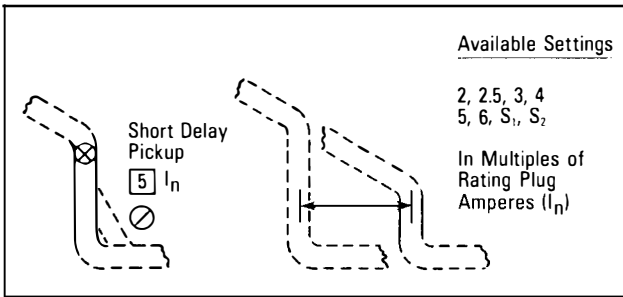 Short Delay
Pickup
5 In
Available Settings
2, 2.5, 3, 4
5, 6, S₁, S₂
In Multiples of
Rating Plug
Amperes (In)